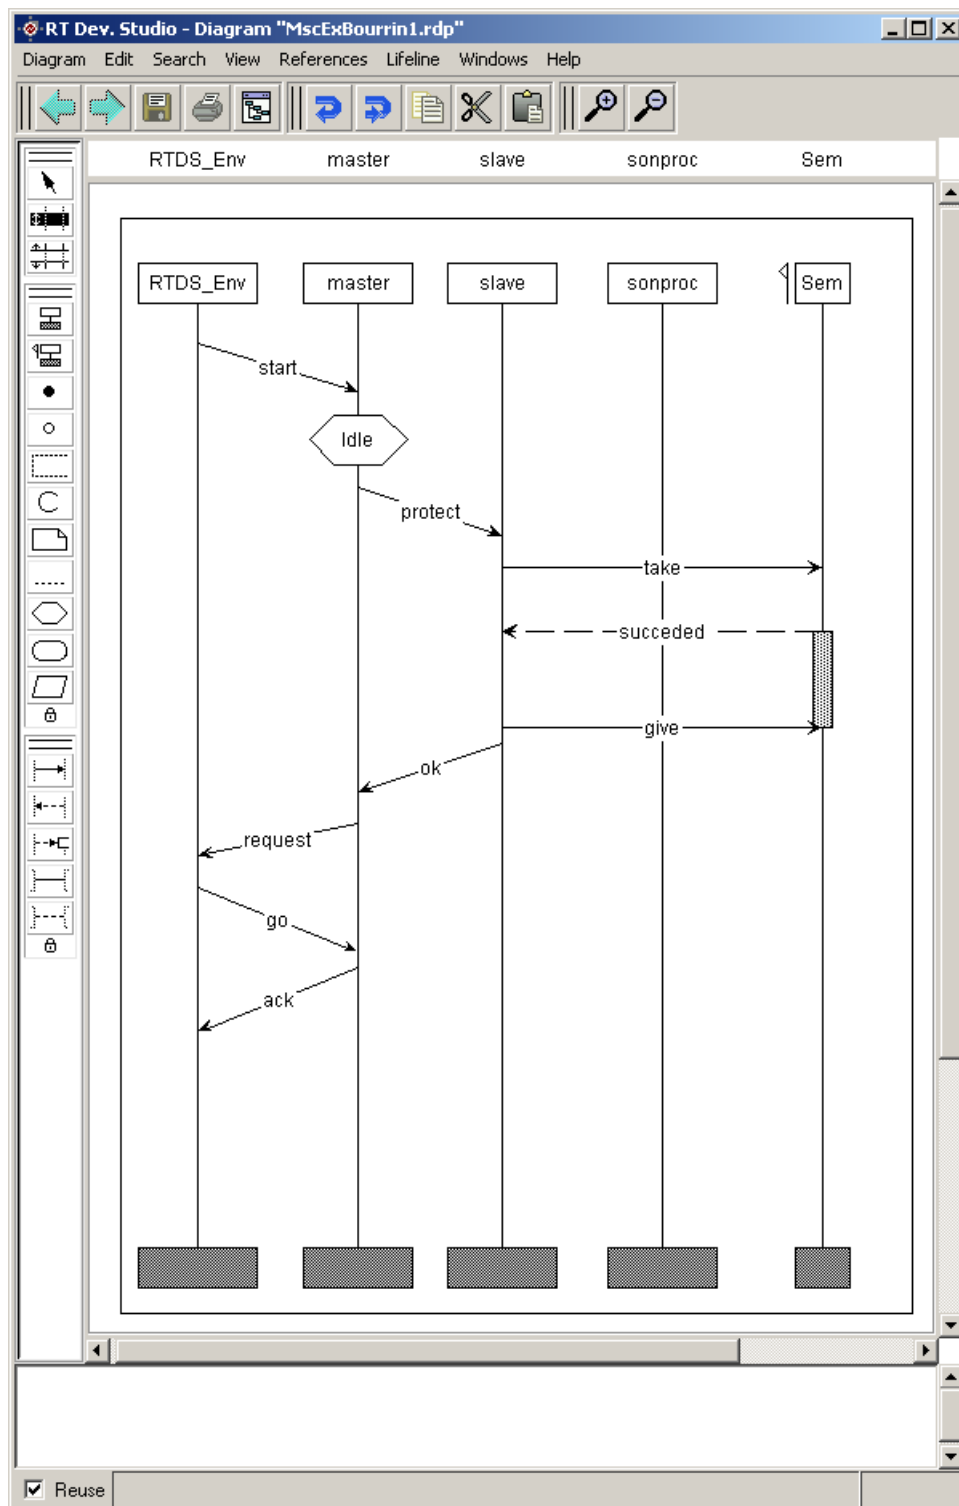 RT Dev. Studio - Diagram "MscExBourrin1.rdp"
Diagram Edit Search View References Lifeline Windows Help
RTDS_Env master slave sonproc Sem
RTDS_Env master slave sonproc Sem
start
Idle
protect
take
succeded
give
ok
request
go
ack
Reuse